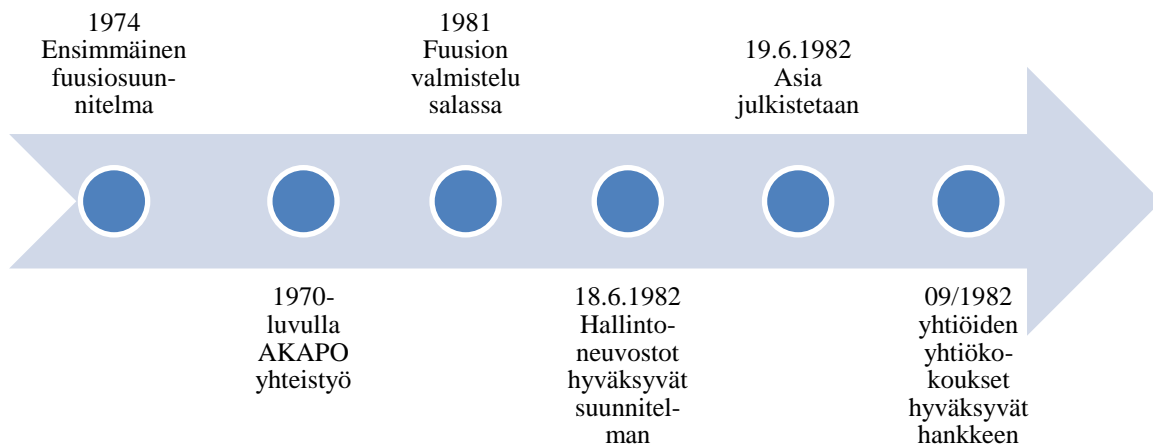 1974
Ensimmäinen
fuusiosuun-
nitelma
1970-
luvulla
AKAPO
yhteistyö
1981
Fuusion
valmistelu
salassa
18.6.1982
Hallinto-
neuvostot
hyväksyvät
suunnitel-
man
19.6.1982
Asia
julkistetaan
09/1982
yhtiöiden
yhtiöko-
koukset
hyväksyvät
hankkeen